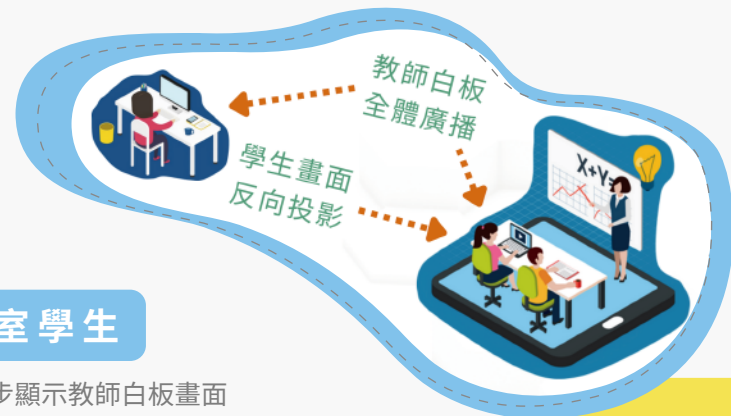 教師白板
全體廣播
學生畫面
反向投影
X+Y=
室學生
步顯示教師白板畫面